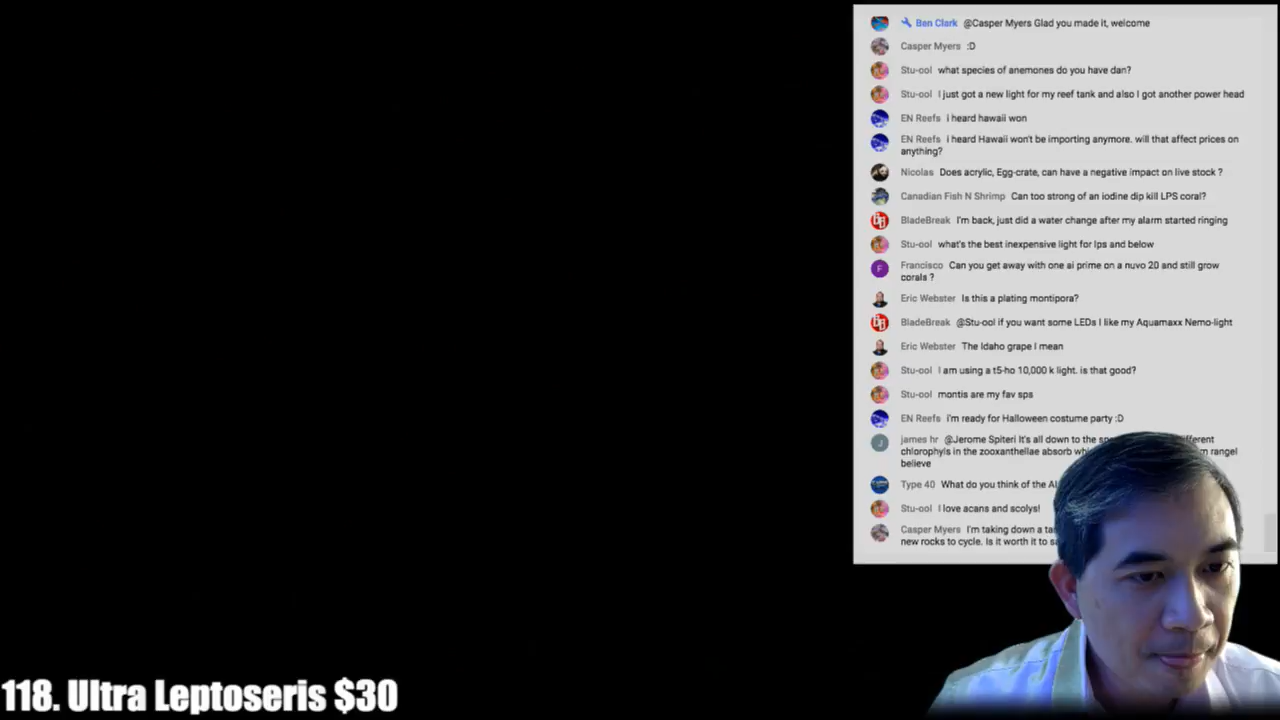 Ben Clark @Casper Myers Glad you made it, welcome
Casper Myers :D
Stu-ool what species of anemones do you have dan?
Stu-ool I just got a new light for my reef tank and also I got another power head
EN Reefs i heard hawaii won
EN Reefs i heard Hawaii won't be importing anymore. will that affect prices on
anything?
Nicolas Does acrylic, Egg-crate, can have a negative impact on live stock ?
Canadian Fish N Shrimp Can too strong of an iodine dip kill LPS coral?
BladeBreak I'm back, just did a water change after my alarm started ringing
Stu-ool what's the best inexpensive light for lps and below
F
Francisco Can you get away with one ai prime on a nuvo 20 and still grow
corals ?
Eric Webster Is this a plating montipora?
BladeBreak @Stu-ool if you want some LEDs I like my Aquamaxx Nemo-light
Eric Webster The Idaho grape I mean
Stu-ool I am using a t5-ho 10,000 k light. is that good?
Stu-ool montis are my fav sps
EN Reefs i'm ready for Halloween costume party :D
J
james hr @Jerome Spiteri It's all down to the different
chlorophyls in the zooxanthellae absorb rangeI
believe
Type 40 What do you think of the
Stu-ool I love acans and scolys!
Casper Myers I'm taking down a
new rocks to cycle. Is it worth it to
118. Ultra Leptoseris $30